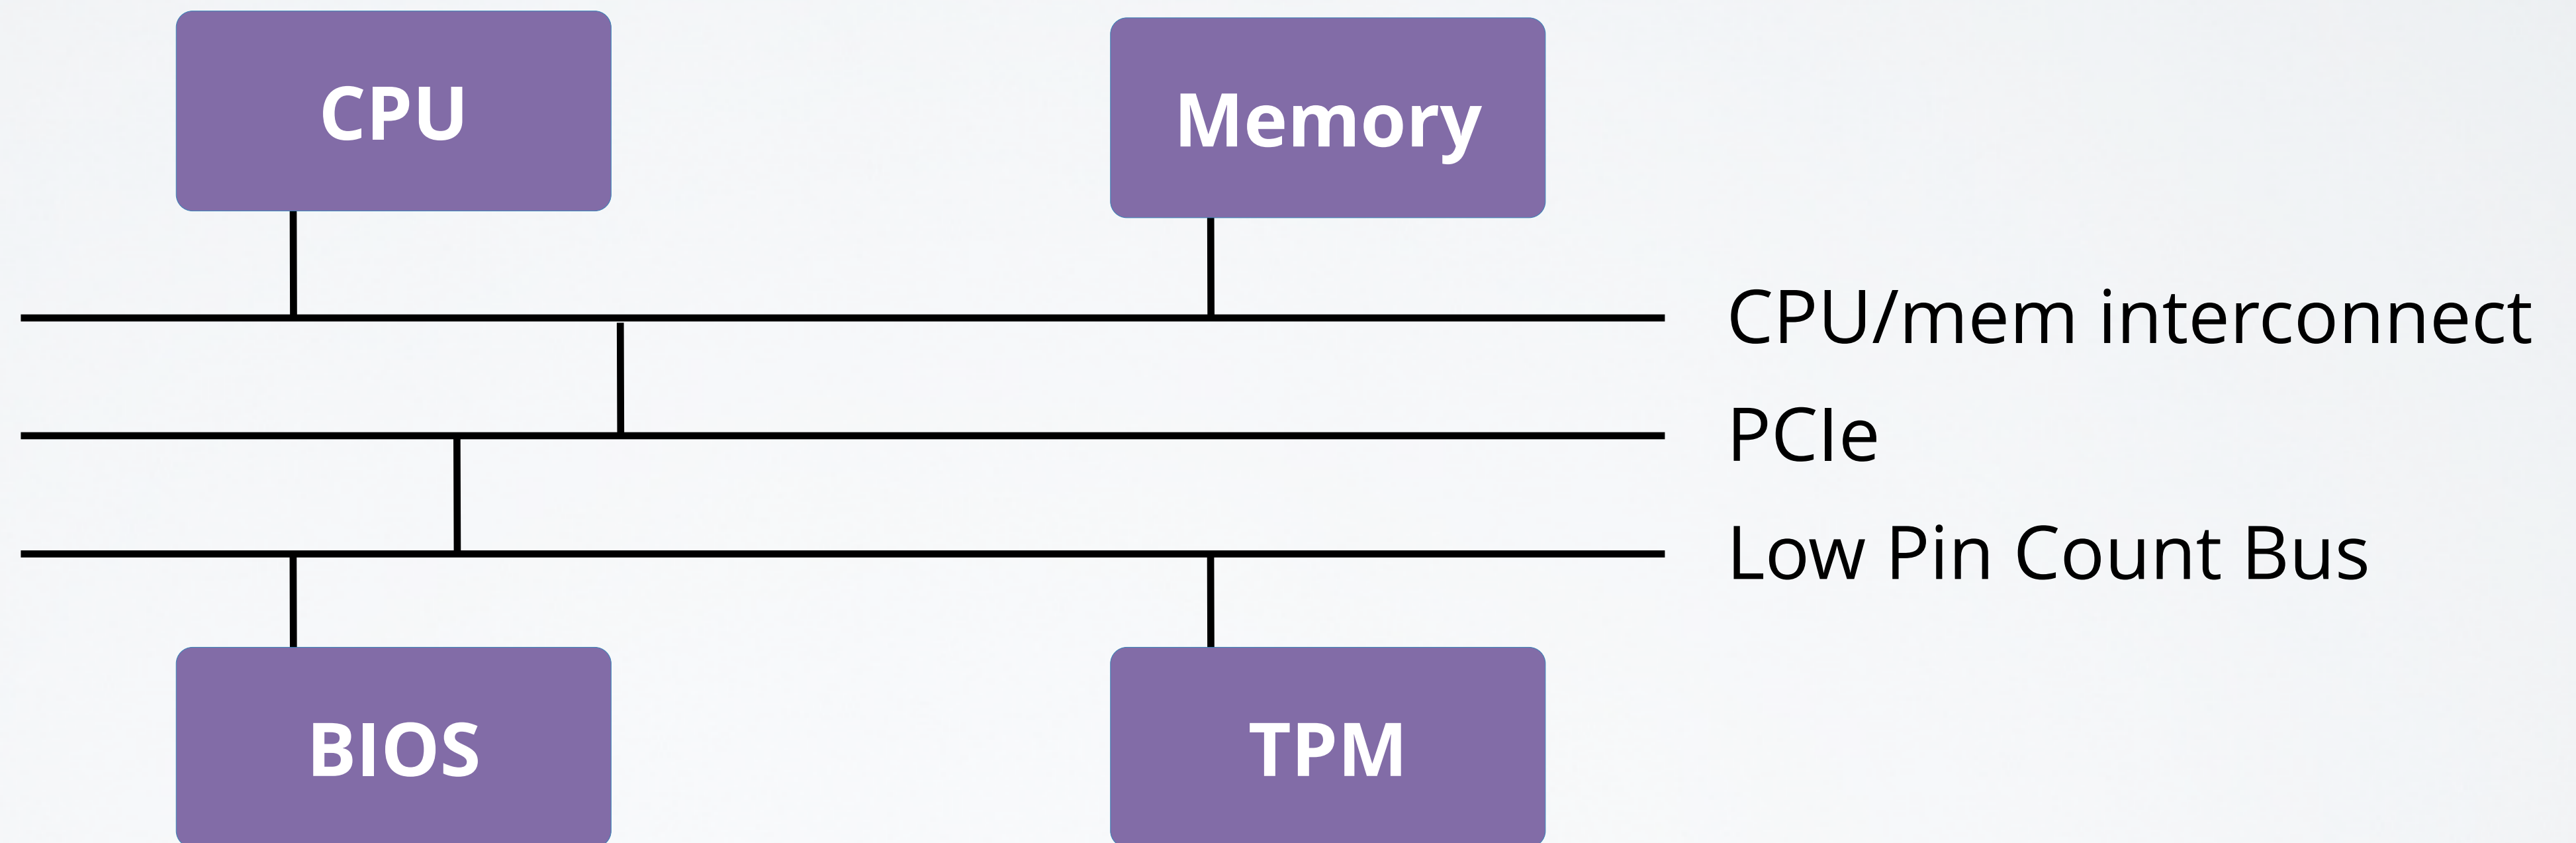 CPU
Memory
CPU/mem interconnect
PCIe
Low Pin Count Bus
BIOS
TPM